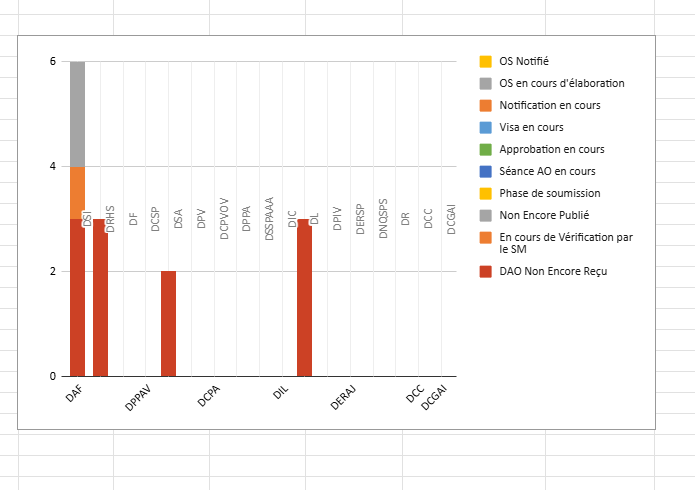 6
4
2
0
DSI
DRHS
DF
DCSP
DSA
DPV
DCPVOV
DPPA
DSSPAAA
DIC
DL
DPIV
DERSP
DNQSPS
DR
DCC
DCGAI
DAF
DPPAV
DCPA
DIL
DERAJ
DCC
DCGAI
OS Notifié
OS en cours d'élaboration
Notification en cours
Visa en cours
Approbation en cours
Séance AO en cours
Phase de soumission
Non Encore Publié
En cours de Vérification par
le SM
DAO Non Encore Reçu